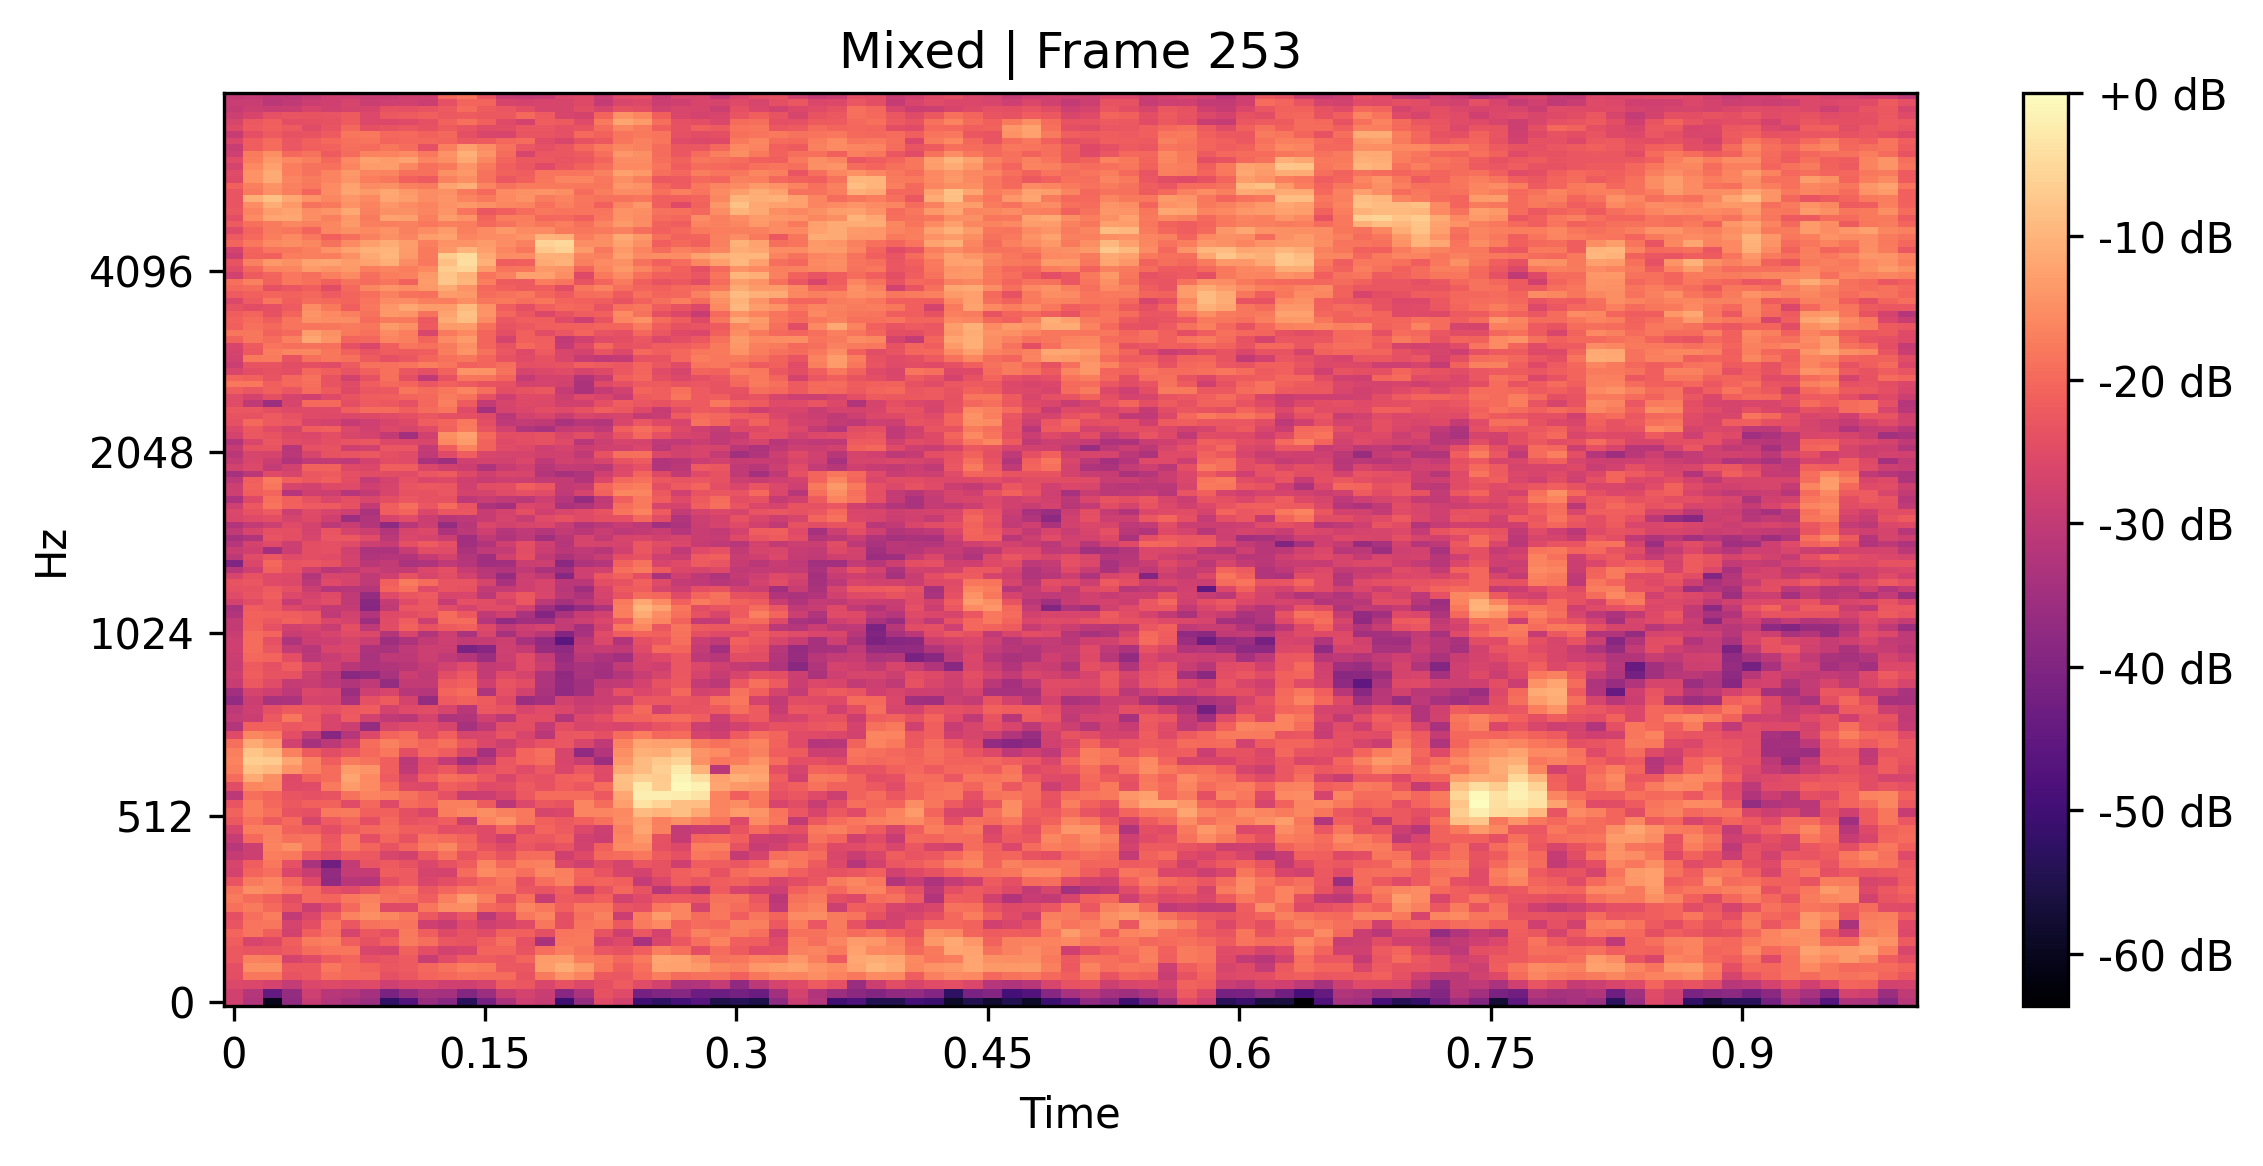 Mixed | Frame 253
+0 dB
-10 dB
-20 dB
-30 dB
-40 dB
-50 dB
-60 dB
Hz
4096
2048
1024
512
0
0 0.15 0.3 0.45 0.6 0.75 0.9
Time